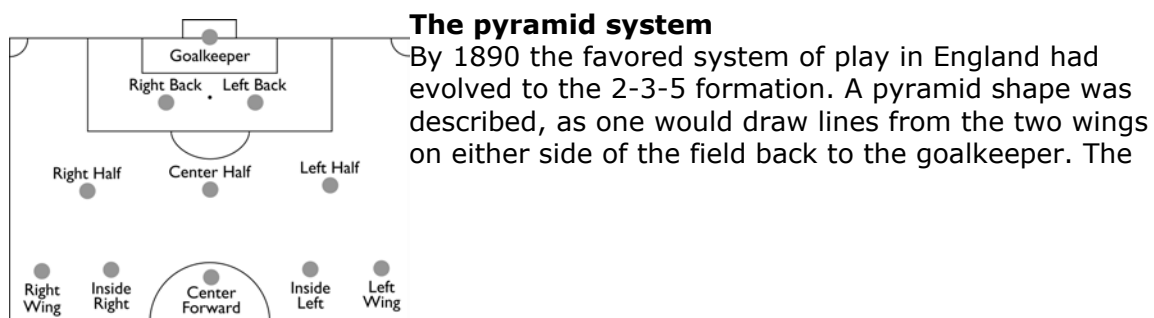 The pyramid system
By 1890 the favored system of play in England had
evolved to the 2-3-5 formation. A pyramid shape was
described, as one would draw lines from the two wings
on either side of the field back to the goalkeeper. The
Goalkeeper
Right Back Left Back
Right Half Center Half Left Half
Right Wing
Inside Right
Center Forward
Inside Left
Left Wing